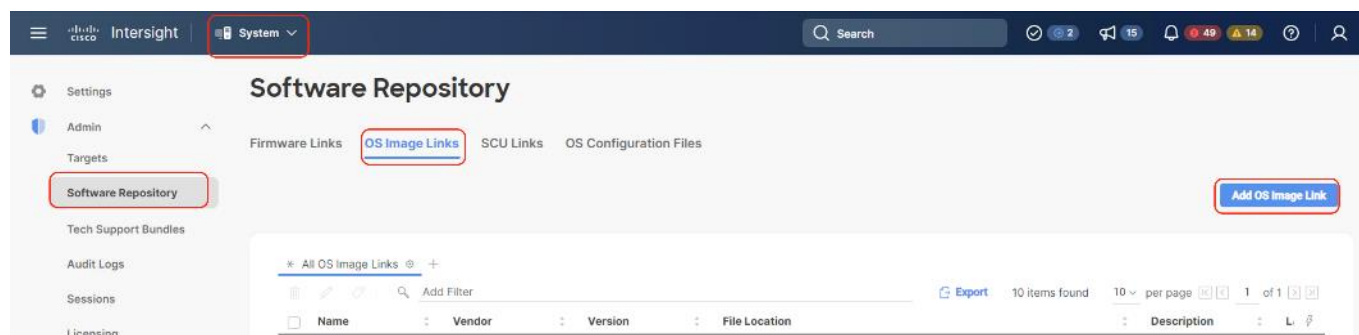 cisco Intersight System Search 2 15 49 14
Settings
Software Repository
Admin
Firmware Links OS Image Links SCU Links OS Configuration Files
Targets
Software Repository
Add OS Image Link
Tech Support Bundles
Audit Logs
All OS Image Links +
Add Filter Export 10 items found 10 per page 1 of 1
Sessions
Name Vendor Version File Location Description L
Licensing